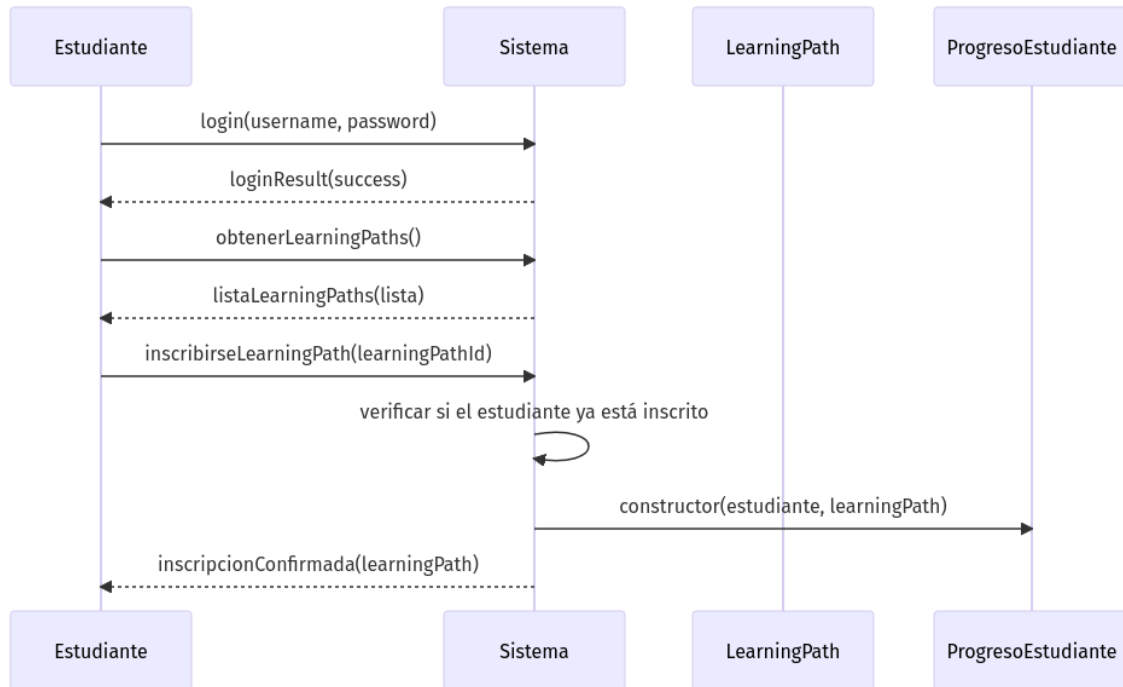 Estudiante
Sistema
LearningPath
ProgresoEstudiante
login(username, password)
loginResult(success)
obtenerLearningPaths()
listaLearningPaths(lista)
inscribirseLearningPath(learningPathId)
verificar si el estudiante ya está inscrito
constructor(estudiante, learningPath)
inscripcionConfirmada(learningPath)
Estudiante
Sistema
LearningPath
ProgresoEstudiante